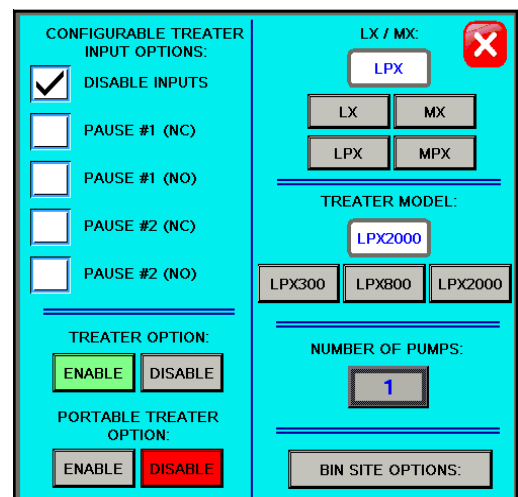 CONFIGURABLE TREATER
INPUT OPTIONS:
DISABLE INPUTS
PAUSE #1 (NC)
PAUSE #1 (NO)
PAUSE #2 (NC)
PAUSE #2 (NO)
TREATER OPTION:
ENABLE DISABLE
PORTABLE TREATER
OPTION:
ENABLE DISABLE
LX / MX:
LPX
LX MX
LPX MPX
TREATER MODEL:
LPX2000
LPX300 LPX800 LPX2000
NUMBER OF PUMPS:
1
BIN SITE OPTIONS: